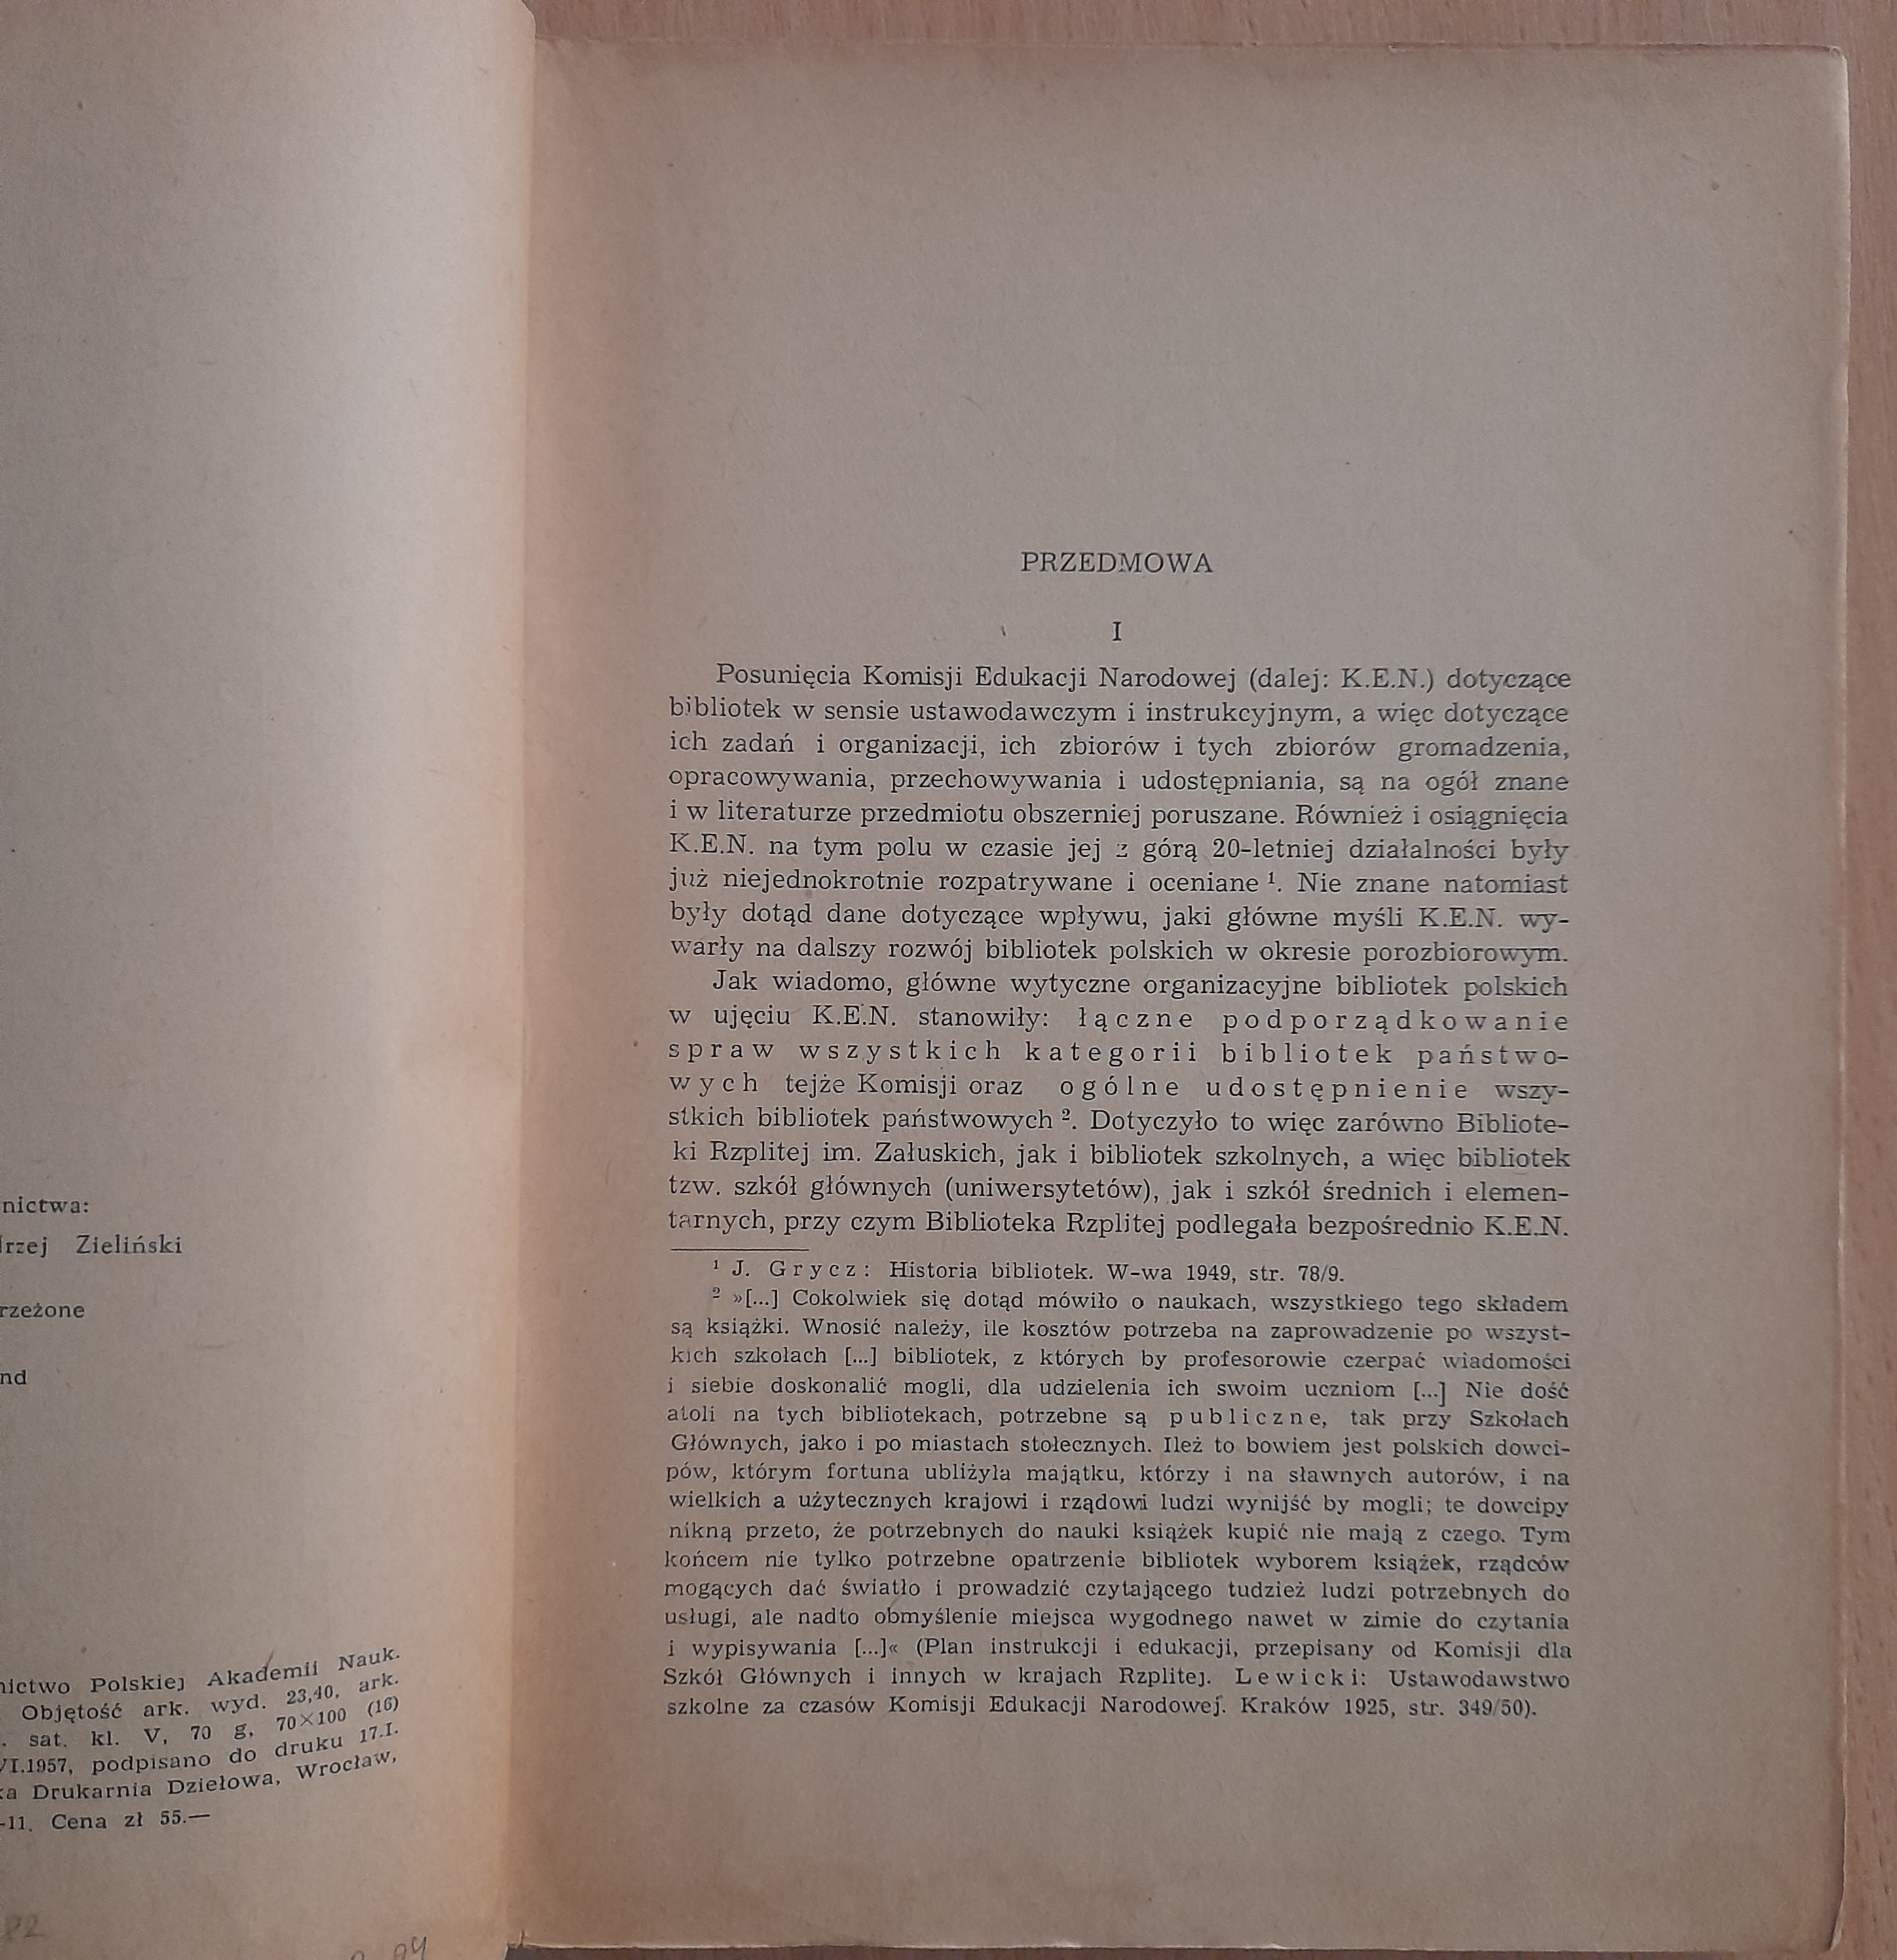 nictwa:
rzej Zieliński
rzeżone
nd
nictwo Polskiej Akademii Nauk.
Objętość ark. wyd. 23,40, ark.
sat. kl. V, 70 g, 70×100 (16)
VI.1957, podpisano do druku 17.I.
ka Drukarnia Dziełowa, Wrocław,
-11. Cena zł 55.—
PRZEDMOWA
I
Posunięcia Komisji Edukacji Narodowej (dalej: K.E.N.) dotyczące
bibliotek w sensie ustawodawczym i instrukcyjnym, a więc dotyczące
ich zadań i organizacji, ich zbiorów i tych zbiorów gromadzenia,
opracowywania, przechowywania i udostępniania, są na ogół znane
i w literaturze przedmiotu obszerniej poruszane. Również i osiągnięcia
K.E.N. na tym polu w czasie jej z górą 20-letniej działalności były
już niejednokrotnie rozpatrywane i oceniane ¹. Nie znane natomiast
były dotąd dane dotyczące wpływu, jaki główne myśli K.E.N. wy-
warły na dalszy rozwój bibliotek polskich w okresie porozbiorowym.
Jak wiadomo, główne wytyczne organizacyjne bibliotek polskich
w ujęciu K.E.N. stanowiły: łączne podporządkowanie
spraw wszystkich kategorii bibliotek państwo-
wych tejże Komisji oraz ogólne udostępnienie wszy-
stkich bibliotek państwowych ². Dotyczyło to więc zarówno Bibliote-
ki Rzplitej im. Załuskich, jak i bibliotek szkolnych, a więc bibliotek
tzw. szkół głównych (uniwersytetów), jak i szkół średnich i elemen-
tarnych, przy czym Biblioteka Rzplitej podlegała bezpośrednio K.E.N.
¹ J. Grycz: Historia bibliotek. W-wa 1949, str. 78/9.
² »[...] Cokolwiek się dotąd mówiło o naukach, wszystkiego tego składem
są książki. Wnosić należy, ile kosztów potrzeba na zaprowadzenie po wszyst-
kich szkołach [...] bibliotek, z których by profesorowie czerpać wiadomości
i siebie doskonalić mogli, dla udzielenia ich swoim uczniom [...] Nie dość
atoli na tych bibliotekach, potrzebne są publiczne, tak przy Szkołach
Głównych, jako i po miastach stołecznych. Ileż to bowiem jest polskich dowci-
pów, którym fortuna ubliżyła majątku, którzy i na sławnych autorów, i na
wielkich a użytecznych krajowi i rządowi ludzi wynijść by mogli; te dowcipy
nikną przeto, że potrzebnych do nauki książek kupić nie mają z czego. Tym
końcem nie tylko potrzebne opatrzenie bibliotek wyborem książek, rządców
mogących dać światło i prowadzić czytającego tudzież ludzi potrzebnych do
usługi, ale nadto obmyślenie miejsca wygodnego nawet w zimie do czytania
i wypisywania [...]« (Plan instrukcji i edukacji, przepisany od Komisji dla
Szkół Głównych i innych w krajach Rzplitej. Lewicki: Ustawodawstwo
szkolne za czasów Komisji Edukacji Narodowej. Kraków 1925, str. 349/50).